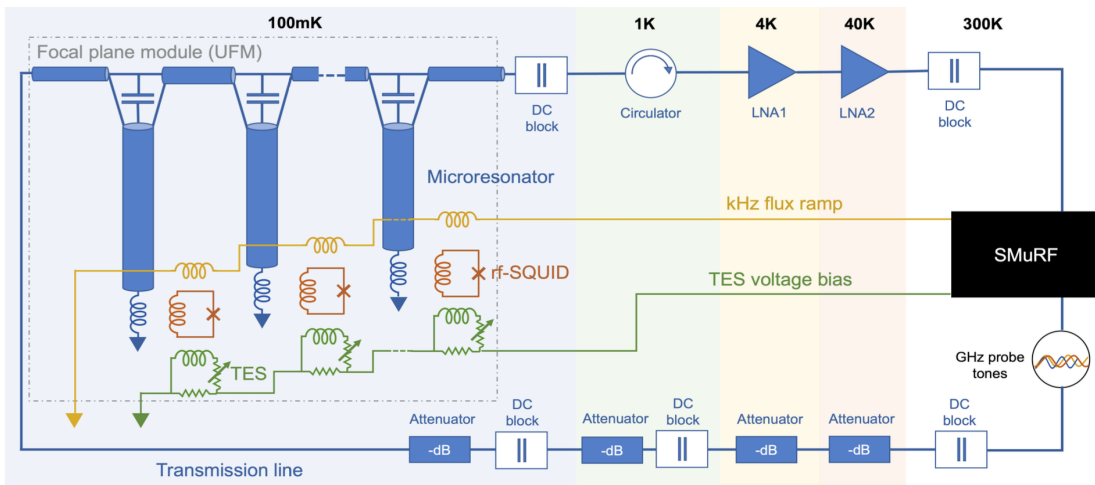 100mK
1K
4K
40K
300K
Focal plane module (UFM)
DC
block
Circulator
LNA1
LNA2
DC
block
Microresonator
kHz flux ramp
rf-SQUID
TES voltage bias
SMuRF
TES
GHz probe
tones
Attenuator
-dB
DC
block
Attenuator
-dB
DC
block
Attenuator
-dB
Attenuator
-dB
DC
block
Transmission line